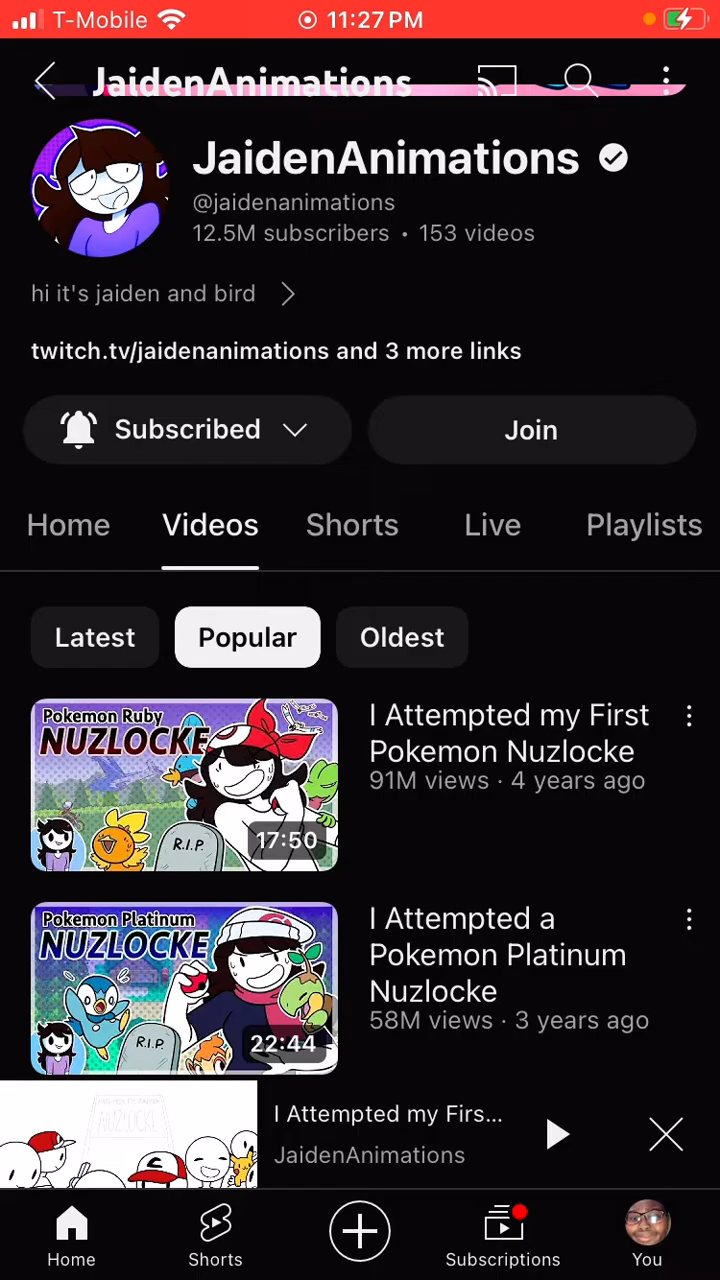 T-Mobile 11:27 PM
JaidenAnimations
JaidenAnimations
@jaidenanimations
12.5M subscribers • 153 videos
hi it's jaiden and bird
twitch.tv/jaidenanimations and 3 more links
Subscribed
Join
Home Videos Shorts Live Playlists
Latest Popular Oldest
Pokemon Ruby
NUZLOCKE
R.I.P.
17:50
I Attempted my First
Pokemon Nuzlocke
91M views · 4 years ago
Pokemon Platinum
NUZLOCKE
R.I.P.
22:44
I Attempted a
Pokemon Platinum
Nuzlocke
58M views · 3 years ago
NUZLOCKE
I Attempted my Firs...
JaidenAnimations
Home Shorts Subscriptions You